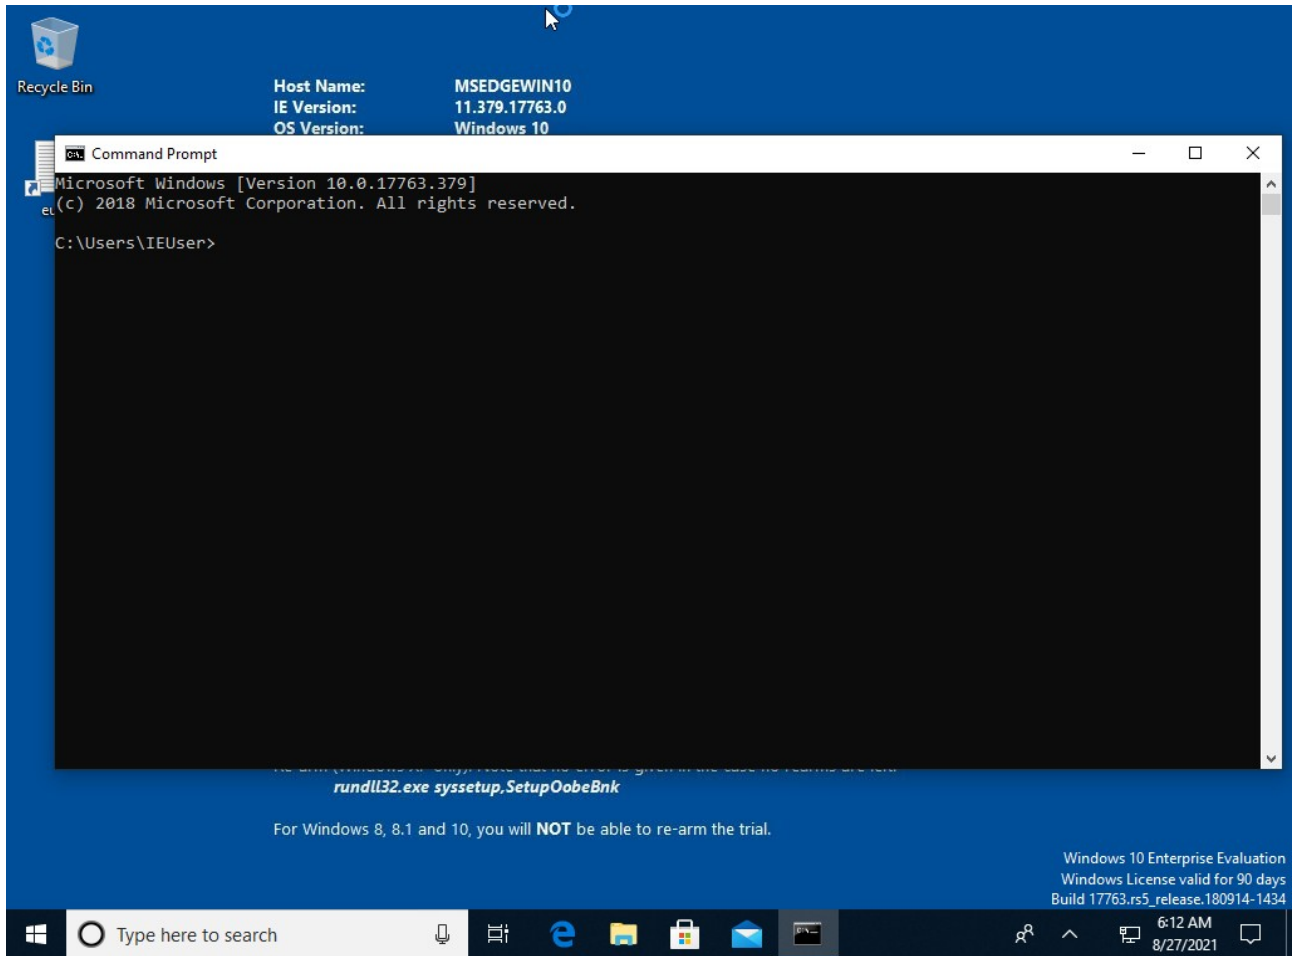 Recycle Bin
Host Name: MSEDGEWIN10
IE Version: 11.379.17763.0
OS Version: Windows 10
Command Prompt
Microsoft Windows [Version 10.0.17763.379]
(c) 2018 Microsoft Corporation. All rights reserved.
C:\Users\IEUser>
rundll32.exe syssetup,SetupOobeBnk
For Windows 8, 8.1 and 10, you will NOT be able to re-arm the trial.
Windows 10 Enterprise Evaluation
Windows License valid for 90 days
Build 17763.rs5_release.180914-1434
Type here to search
6:12 AM
8/27/2021